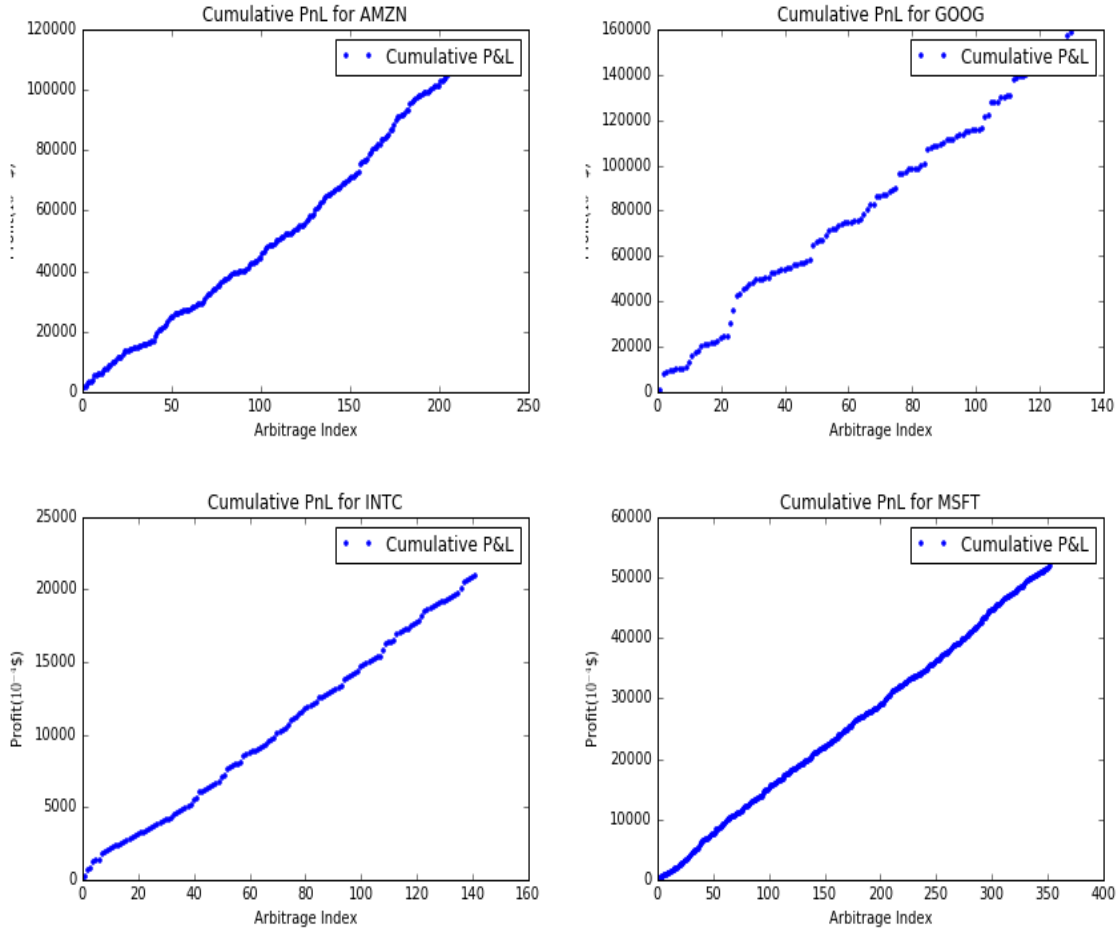 Cumulative PnL for AMZN
120000
100000
80000
60000
40000
20000
0
Cumulative P&L
0 50 100 150 200 250
Arbitrage Index
Cumulative PnL for GOOG
160000
140000
120000
100000
80000
60000
40000
20000
0
Cumulative P&L
0 20 40 60 80 100 120 140
Arbitrage Index
Cumulative PnL for INTC
25000
20000
15000
10000
5000
0
Profit(10⁻⁴$)
Cumulative P&L
0 20 40 60 80 100 120 140 160
Arbitrage Index
Cumulative PnL for MSFT
60000
50000
40000
30000
20000
10000
0
Profit(10⁻⁴$)
Cumulative P&L
0 50 100 150 200 250 300 350 400
Arbitrage Index